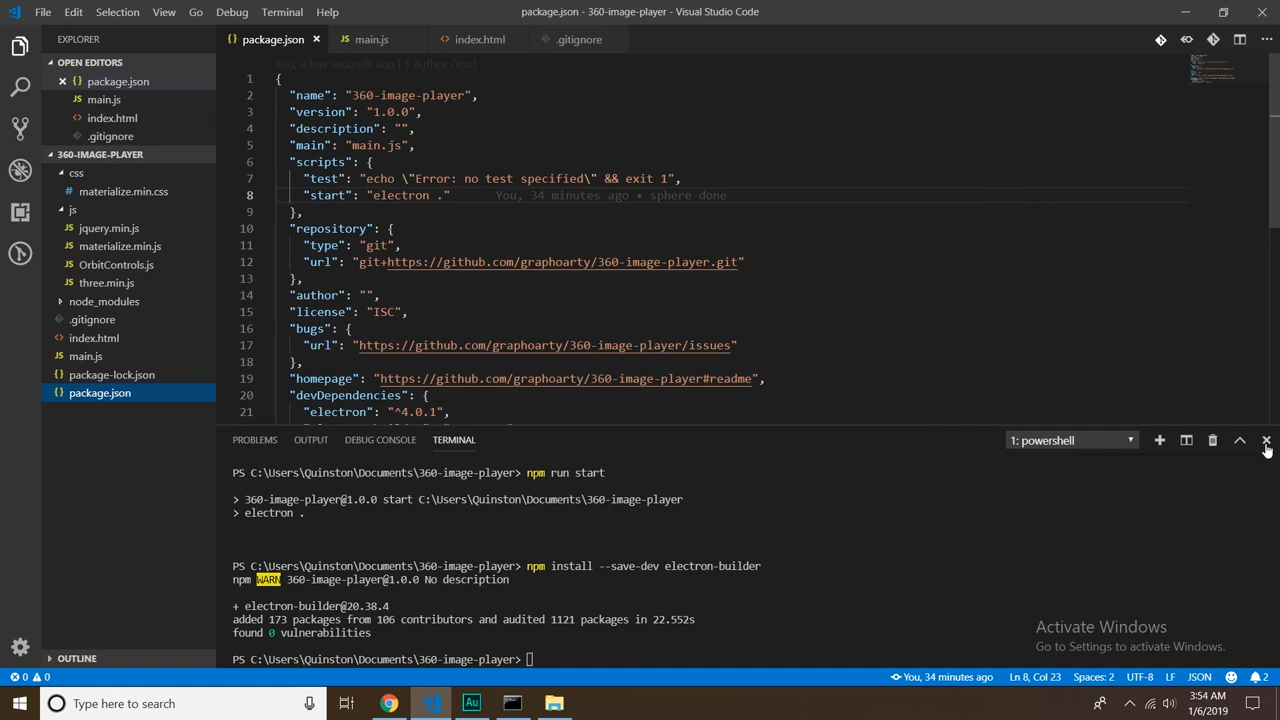 File Edit Selection View Go Debug Terminal Help
package.json - 360-image-player - Visual Studio Code
EXPLORER
OPEN EDITORS
package.json
main.js
index.html
.gitignore
360-IMAGE-PLAYER
css
materialize.min.css
js
jquery.min.js
materialize.min.js
OrbitControls.js
three.min.js
node_modules
.gitignore
index.html
main.js
package-lock.json
package.json
OUTLINE
package.json main.js index.html .gitignore
You, a few seconds ago | 1 author (You)
1 {
2 "name": "360-image-player",
3 "version": "1.0.0",
4 "description": "",
5 "main": "main.js",
6 "scripts": {
7 "test": "echo \"Error: no test specified\" && exit 1",
8 "start": "electron ." You, 34 minutes ago • sphere done
9 },
10 "repository": {
11 "type": "git",
12 "url": "git+https://github.com/graphoarty/360-image-player.git"
13 },
14 "author": "",
15 "license": "ISC",
16 "bugs": {
17 "url": "https://github.com/graphoarty/360-image-player/issues"
18 },
19 "homepage": "https://github.com/graphoarty/360-image-player#readme",
20 "devDependencies": {
21 "electron": "^4.0.1",
PROBLEMS OUTPUT DEBUG CONSOLE TERMINAL
1: powershell
PS C:\Users\Quinston\Documents\360-image-player> npm run start
> 360-image-player@1.0.0 start C:\Users\Quinston\Documents\360-image-player
> electron .
PS C:\Users\Quinston\Documents\360-image-player> npm install --save-dev electron-builder
npm WARN 360-image-player@1.0.0 No description
+ electron-builder@20.38.4
added 173 packages from 106 contributors and audited 1121 packages in 22.552s
found 0 vulnerabilities
PS C:\Users\Quinston\Documents\360-image-player>
Activate Windows
Go to Settings to activate Windows.
0 0
You, 34 minutes ago Ln 8, Col 23 Spaces: 2 UTF-8 LF JSON 2
Type here to search
Au
3:54 AM
1/6/2019